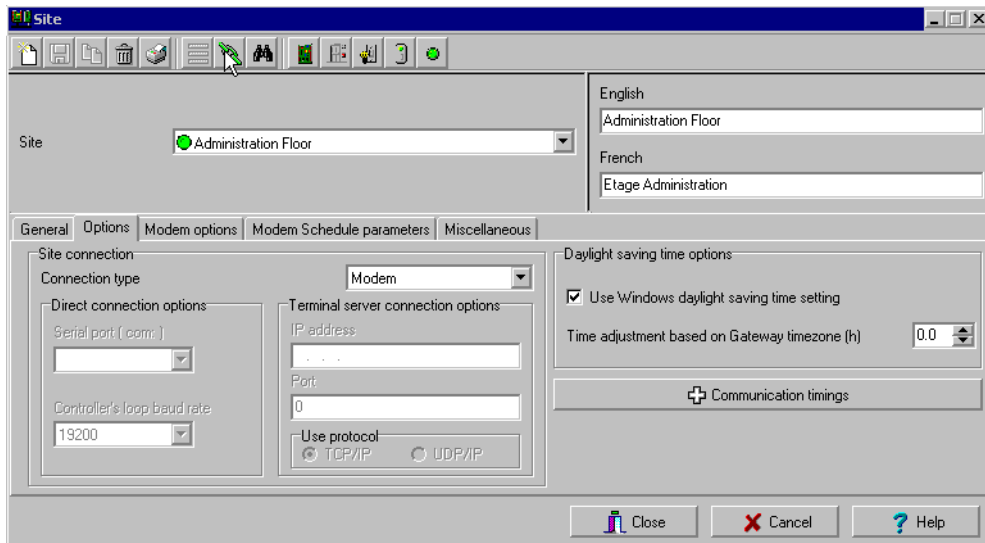 Site
English
Administration Floor
Site
Administration Floor
French
Etage Administration
General Options Modem options Modem Schedule parameters Miscellaneous
Site connection
Connection type Modem
Direct connection options
Serial port ( com: )
Controller's loop baud rate
19200
Terminal server connection options
IP address
. . .
Port
0
Use protocol
TCP/IP UDP/IP
Daylight saving time options
Use Windows daylight saving time setting
Time adjustment based on Gateway timezone (h) 0.0
Communication timings
Close Cancel Help